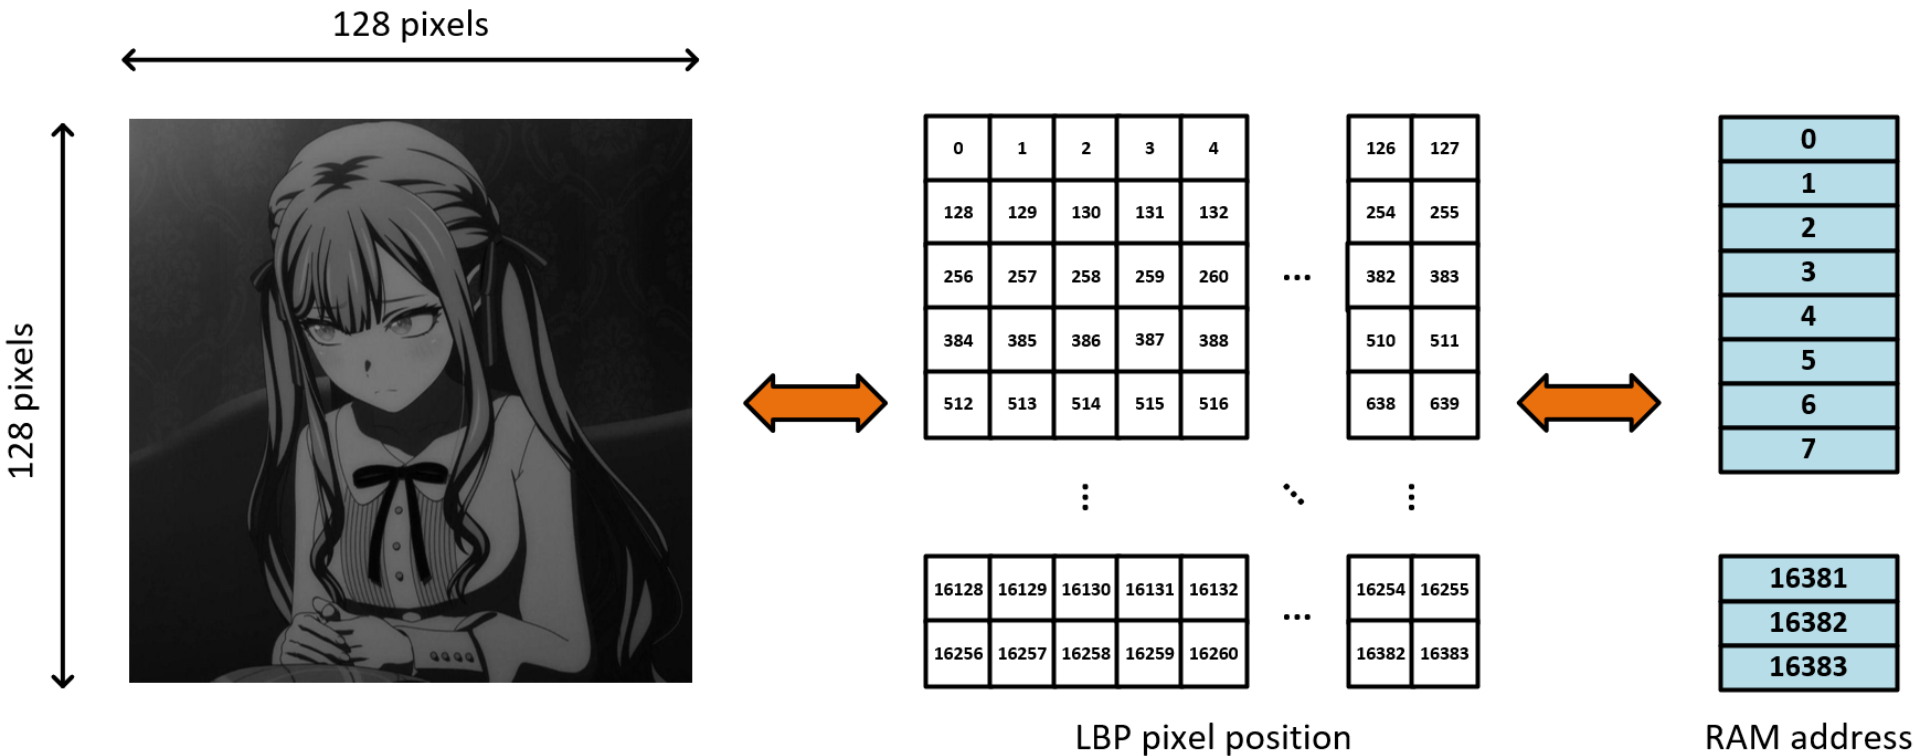 128 pixels
128 pixels
0 1 2 3 4 126 127
128 129 130 131 132 254 255
256 257 258 259 260 ... 382 383
384 385 386 387 388 510 511
512 513 514 515 516 638 639
16128 16129 16130 16131 16132 16254 16255
...
16256 16257 16258 16259 16260 16382 16383
LBP pixel position
0
1
2
3
4
5
6
7
16381
16382
16383
RAM address